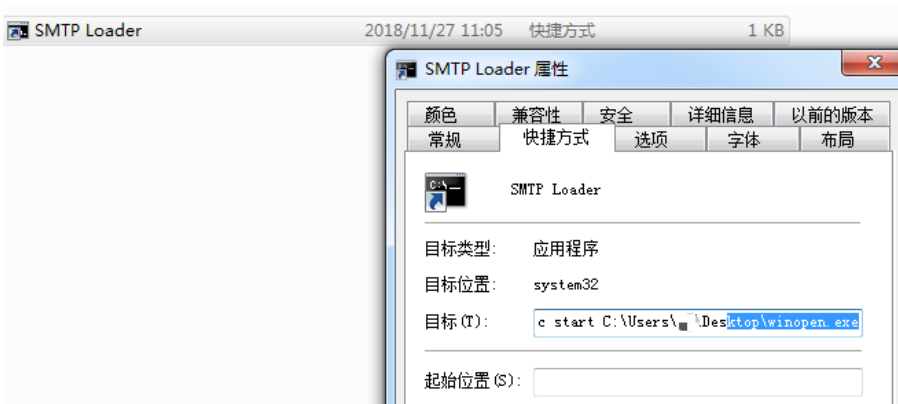 SMTP Loader 2018/11/27 11:05 快捷方式 1 KB
SMTP Loader 属性
颜色 兼容性 安全 详细信息 以前的版本
常规 快捷方式 选项 字体 布局
C:\
SMTP Loader
目标类型: 应用程序
目标位置: system32
目标(T): c start C:\Users\ \Desktop\winopen.exe
起始位置(S):